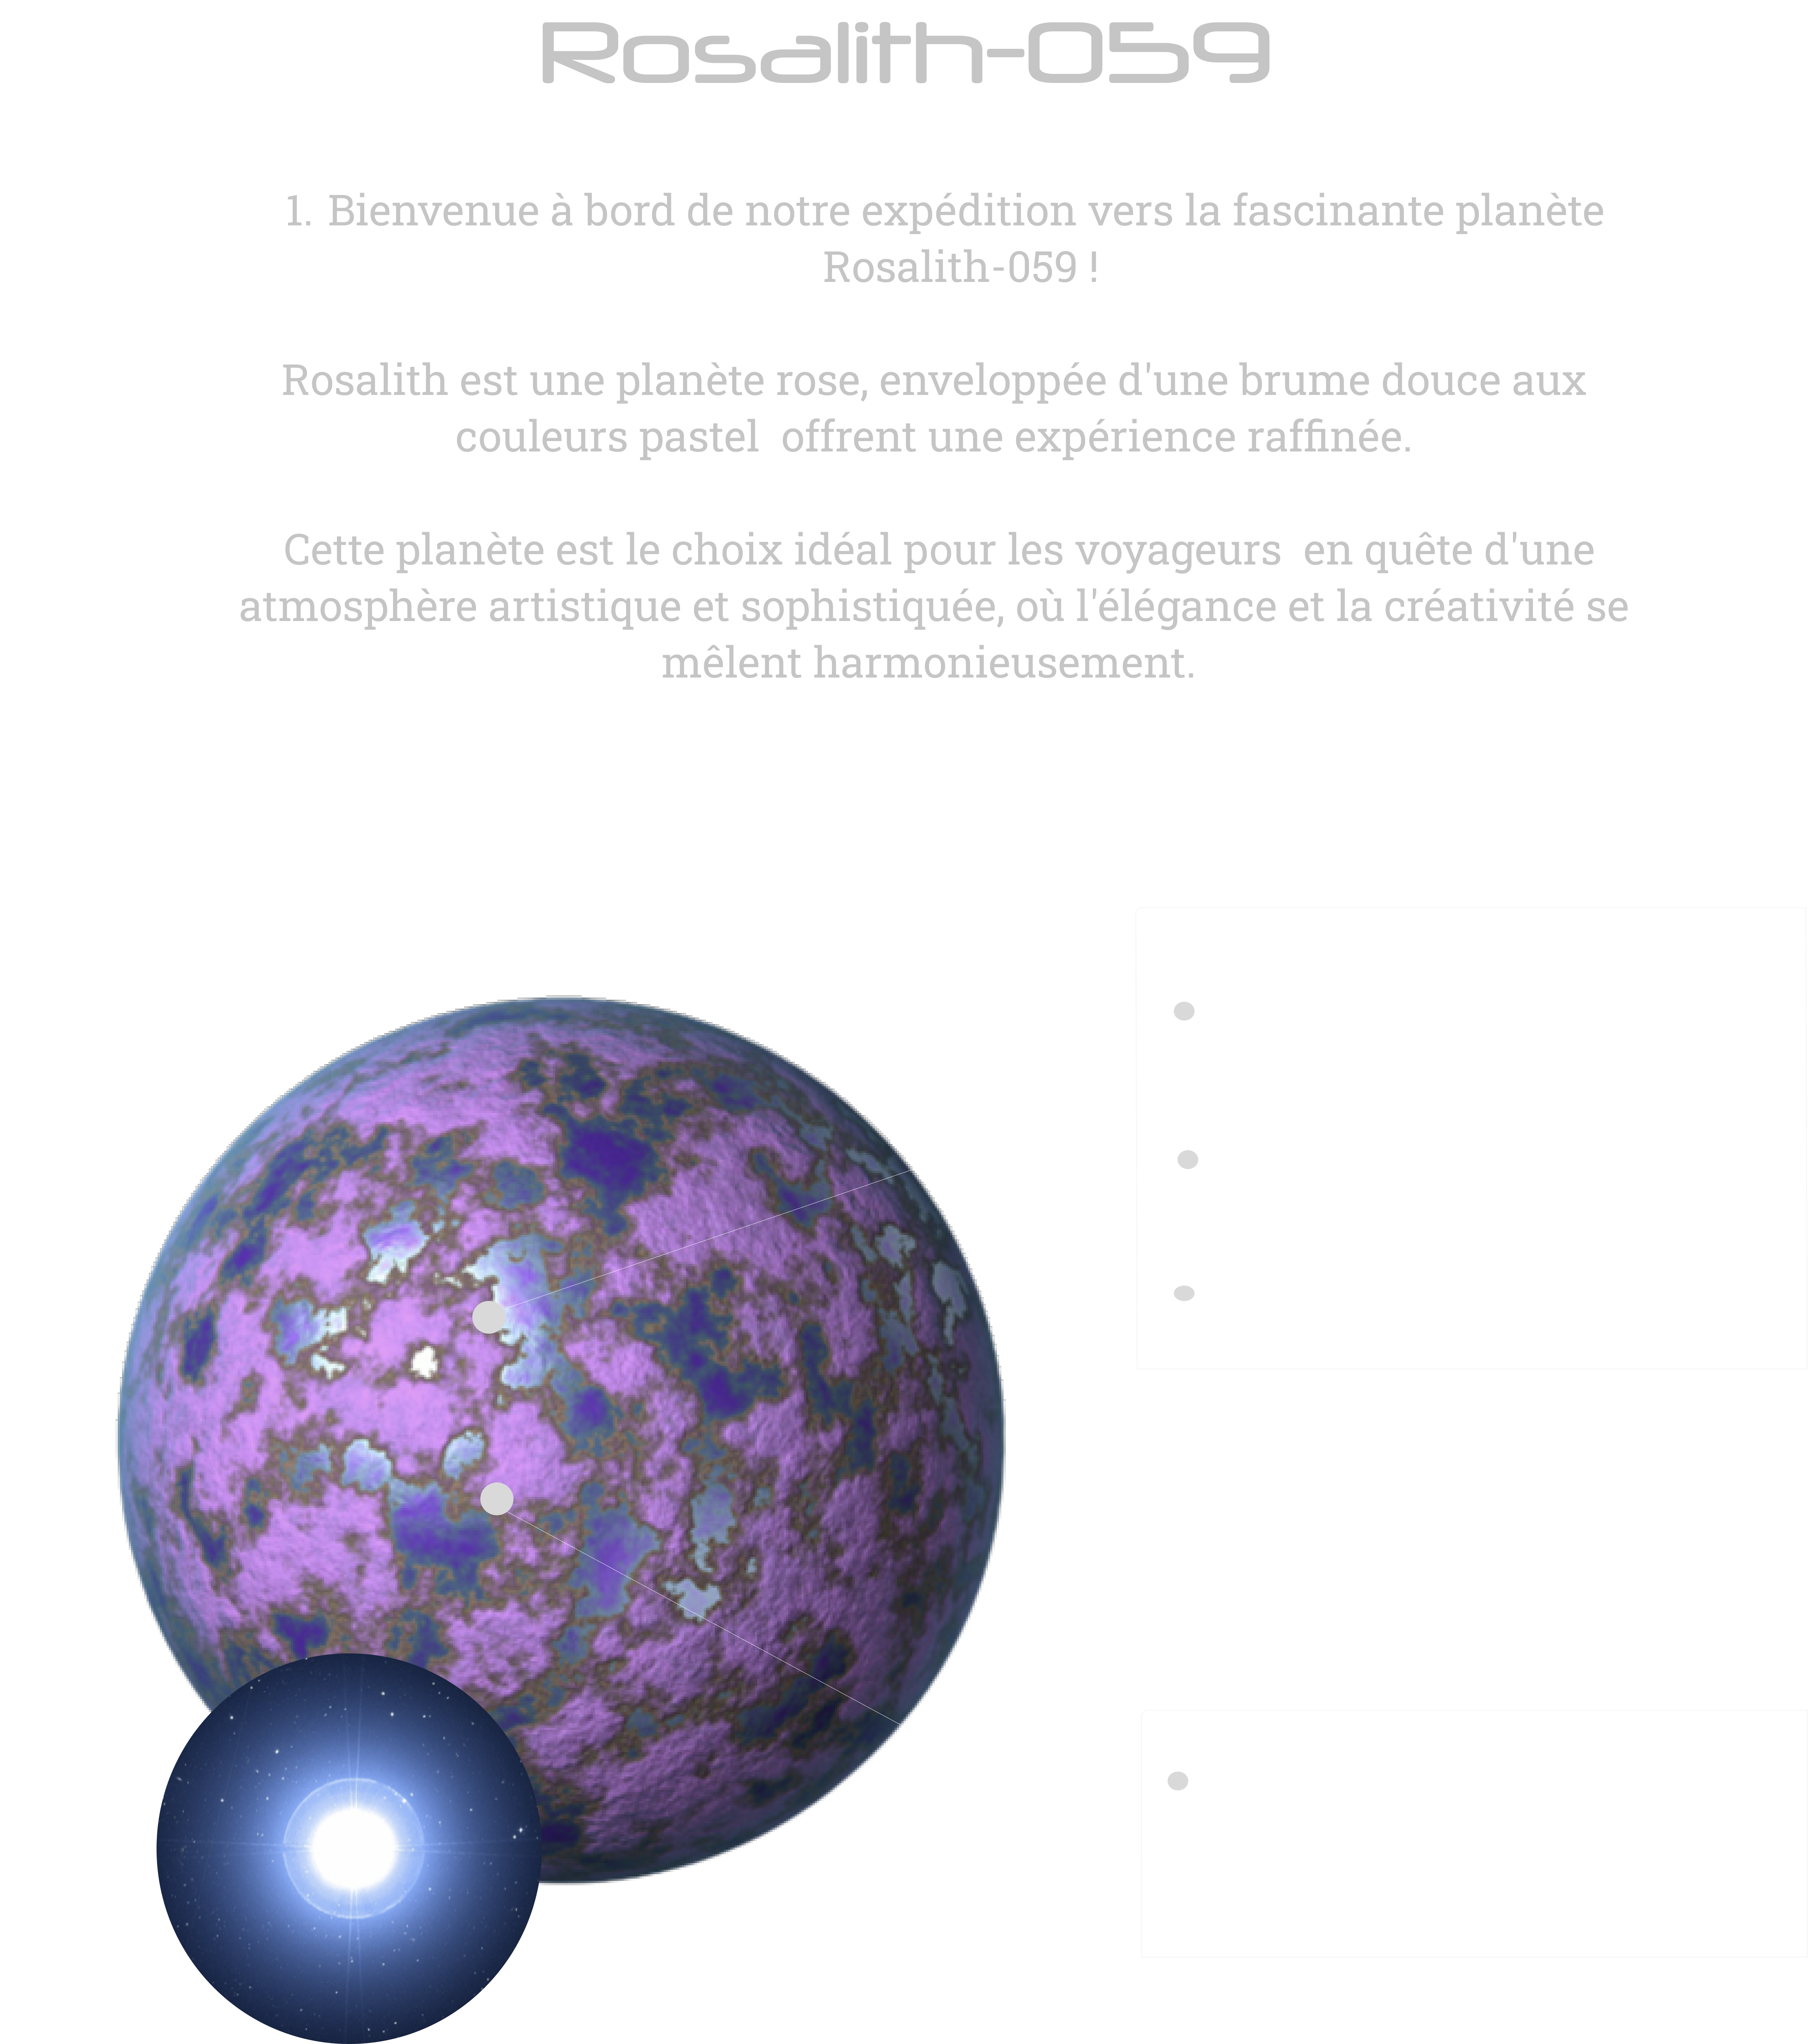 Rosalith-059
1. Bienvenue à bord de notre expédition vers la fascinante planète
Rosalith-059 !
Rosalith est une planète rose, enveloppée d'une brume douce aux
couleurs pastel  offrent une expérience raffinée.
Cette planète est le choix idéal pour les voyageurs  en quête d'une
atmosphère artistique et sophistiquée, où l'élégance et la créativité se
mêlent harmonieusement.